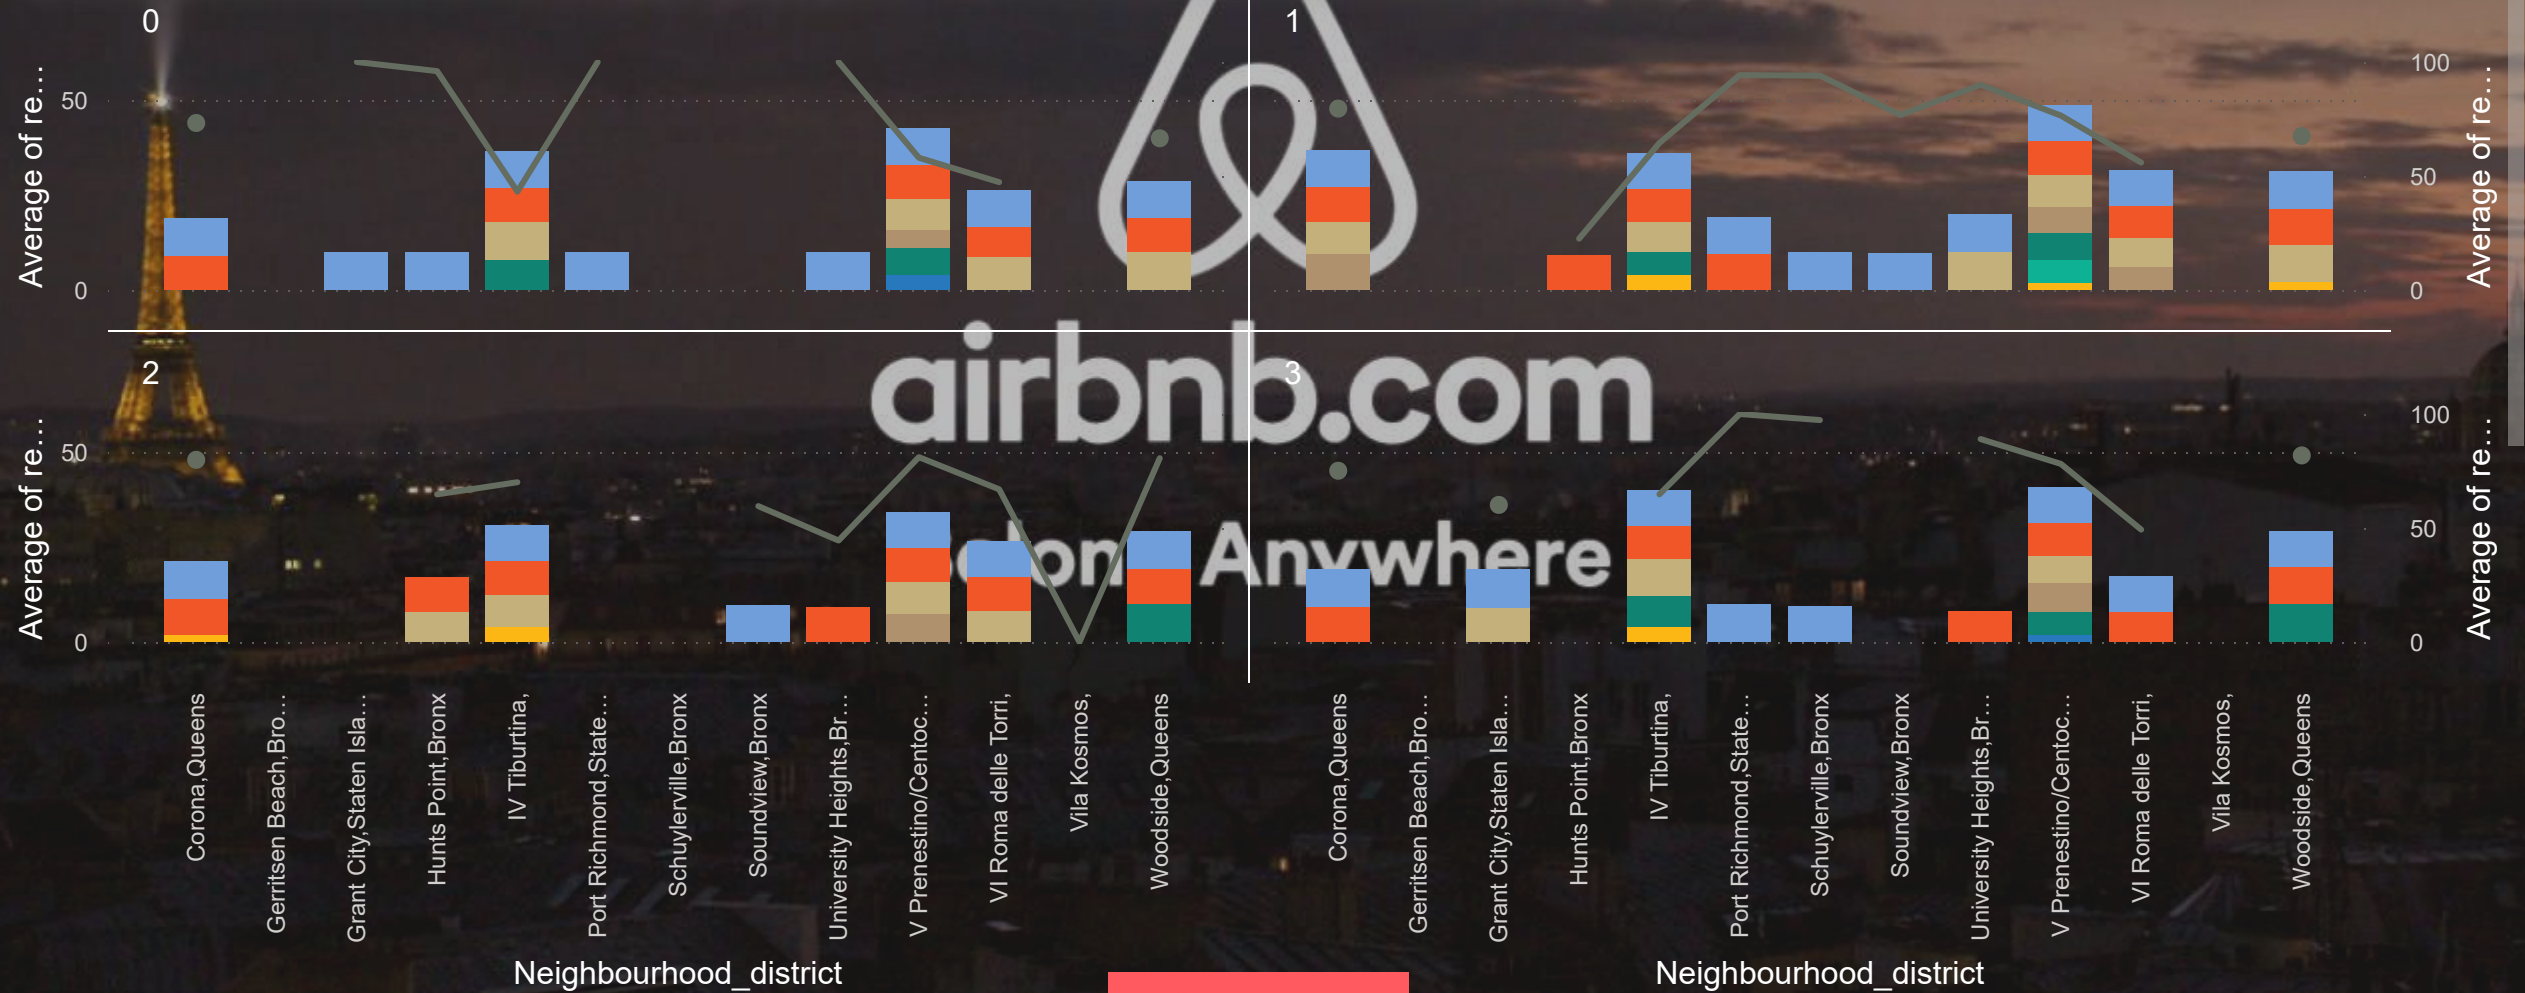 0
1
Average of re…
50
0
100
50
0
Average of re…
airbnb.com
2
3
Average of re…
50
0
100
50
0
Average of re…
Anywhere
Corona,Queens
Gerritsen Beach,Bro…
Grant City,Staten Isla…
Hunts Point,Bronx
IV Tiburtina,
Port Richmond,State…
Schuylerville,Bronx
Soundview,Bronx
University Heights,Br…
V Prenestino/Centoc…
VI Roma delle Torri,
Vila Kosmos,
Woodside,Queens
Corona,Queens
Gerritsen Beach,Bro…
Grant City,Staten Isla…
Hunts Point,Bronx
IV Tiburtina,
Port Richmond,State…
Schuylerville,Bronx
Soundview,Bronx
University Heights,Br…
V Prenestino/Centoc…
VI Roma delle Torri,
Vila Kosmos,
Woodside,Queens
Neighbourhood_district
Neighbourhood_district